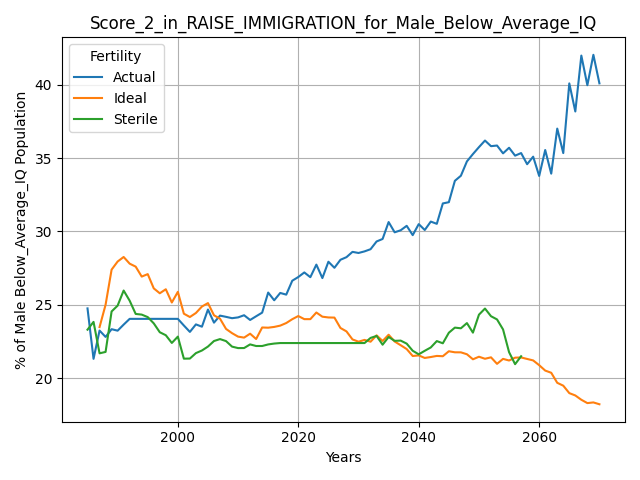 Score_2_in_RAISE_IMMIGRATION_for_Male_Below_Average_IQ
Fertility
Actual
Ideal
Sterile
% of Male Below_Average_IQ Population
40
35
30
25
20
2000
2020
2040
2060
Years